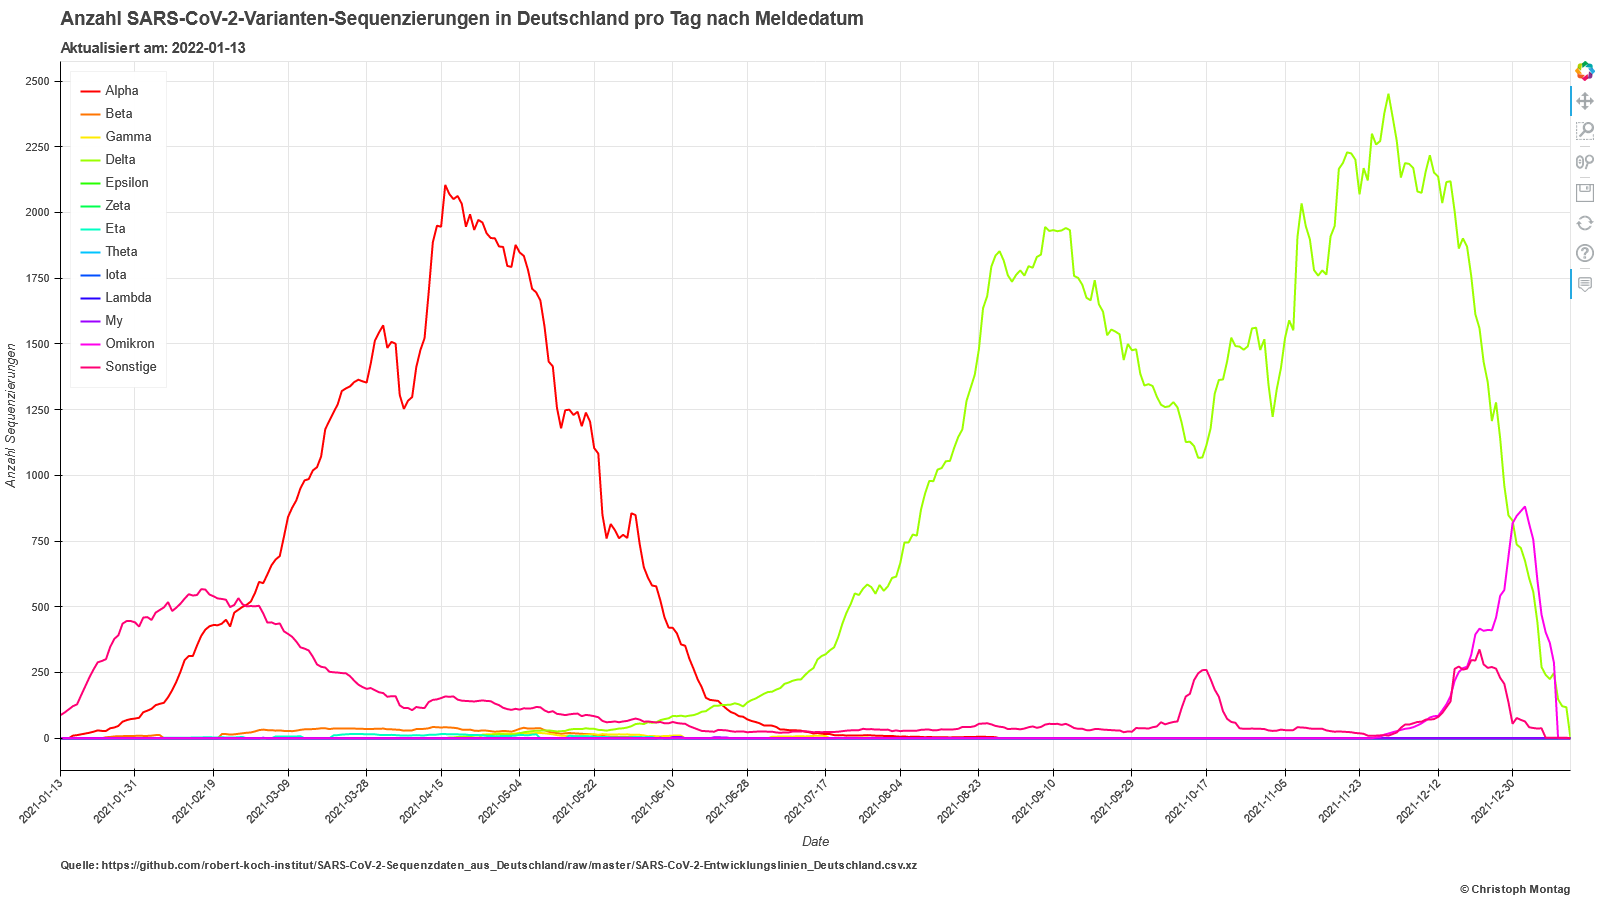 Anzahl SARS-CoV-2-Varianten-Sequenzierungen in Deutschland pro Tag nach Meldedatum
Aktualisiert am: 2022-01-13
2500
2250
2000
1750
1500
1250
1000
750
500
250
0
Anzahl Sequenzierungen
Alpha
Beta
Gamma
Delta
Epsilon
Zeta
Eta
Theta
Iota
Lambda
My
Omikron
Sonstige
2021-01-13
2021-01-31
2021-02-19
2021-03-09
2021-03-28
2021-04-15
2021-05-04
2021-05-22
2021-06-10
2021-06-28
2021-07-17
2021-08-04
2021-08-23
2021-09-10
2021-09-29
2021-10-17
2021-11-05
2021-11-23
2021-12-12
2021-12-30
Date
Quelle: https://github.com/robert-koch-institut/SARS-CoV-2-Sequenzdaten_aus_Deutschland/raw/master/SARS-CoV-2-Entwicklungslinien_Deutschland.csv.xz
© Christoph Montag